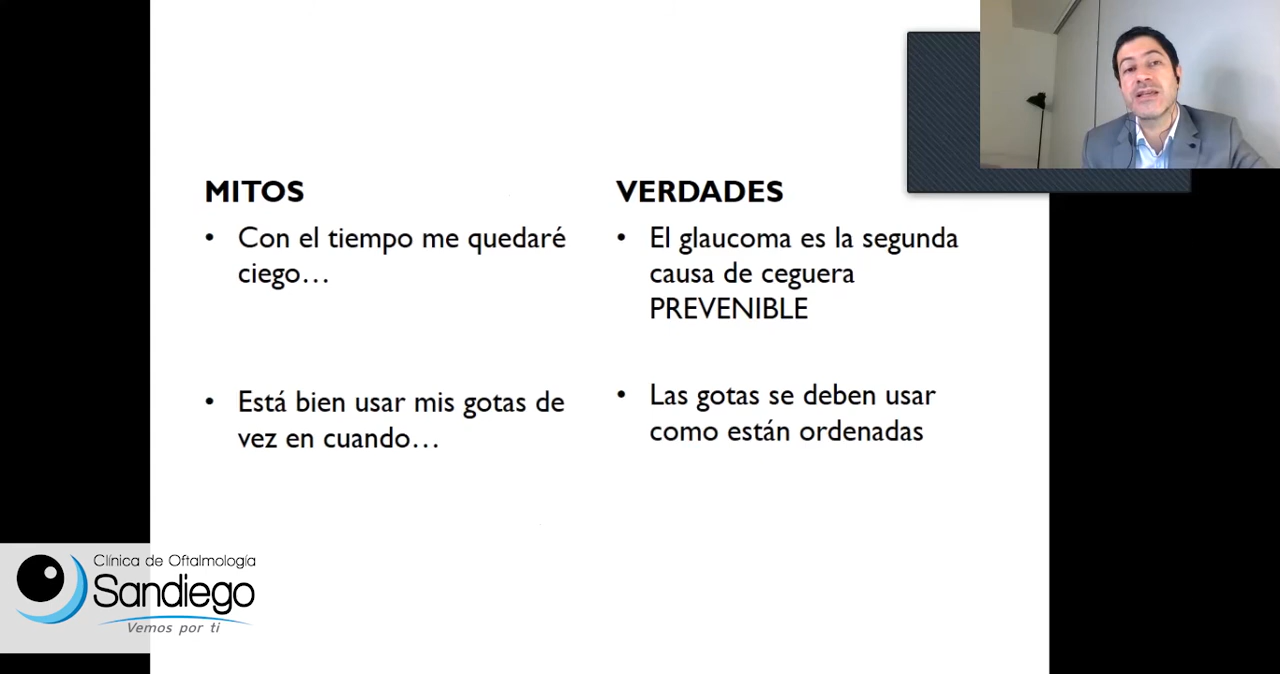 MITOS
• Con el tiempo me quedaré
ciego…
• Está bien usar mis gotas de
vez en cuando…
VERDADES
• El glaucoma es la segunda
causa de ceguera
PREVENIBLE
• Las gotas se deben usar
como están ordenadas
Clínica de Oftalmología
Sandiego
Vemos por ti